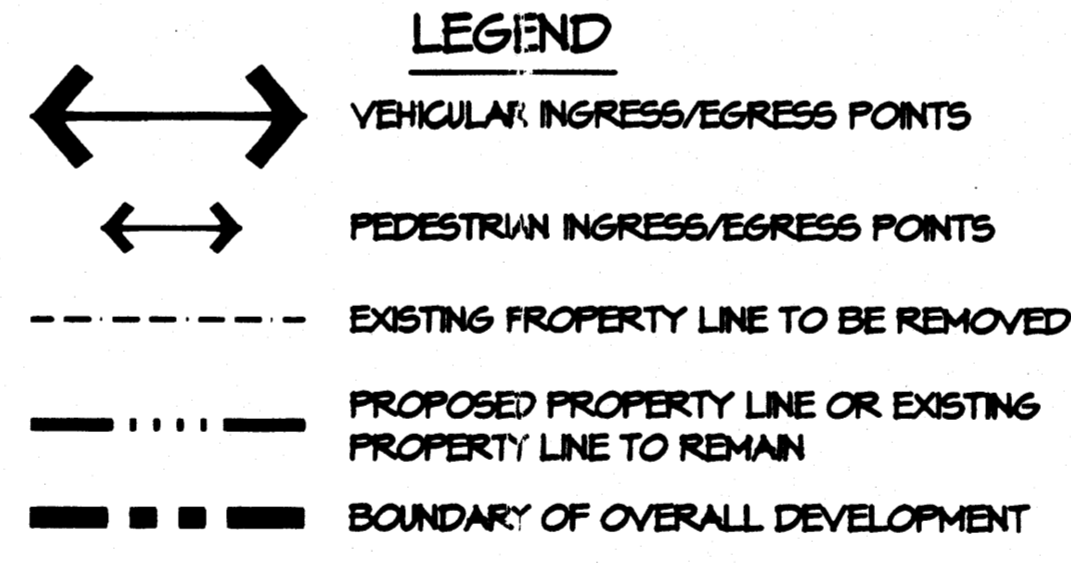 LEGEND
VEHICULAR INGRESS/EGRESS POINTS
PEDESTRIAN INGRESS/EGRESS POINTS
EXISTING PROPERTY LINE TO BE REMOVED
PROPOSED PROPERTY LINE OR EXISTING
PROPERTY LINE TO REMAIN
BOUNDARY OF OVERALL DEVELOPMENT